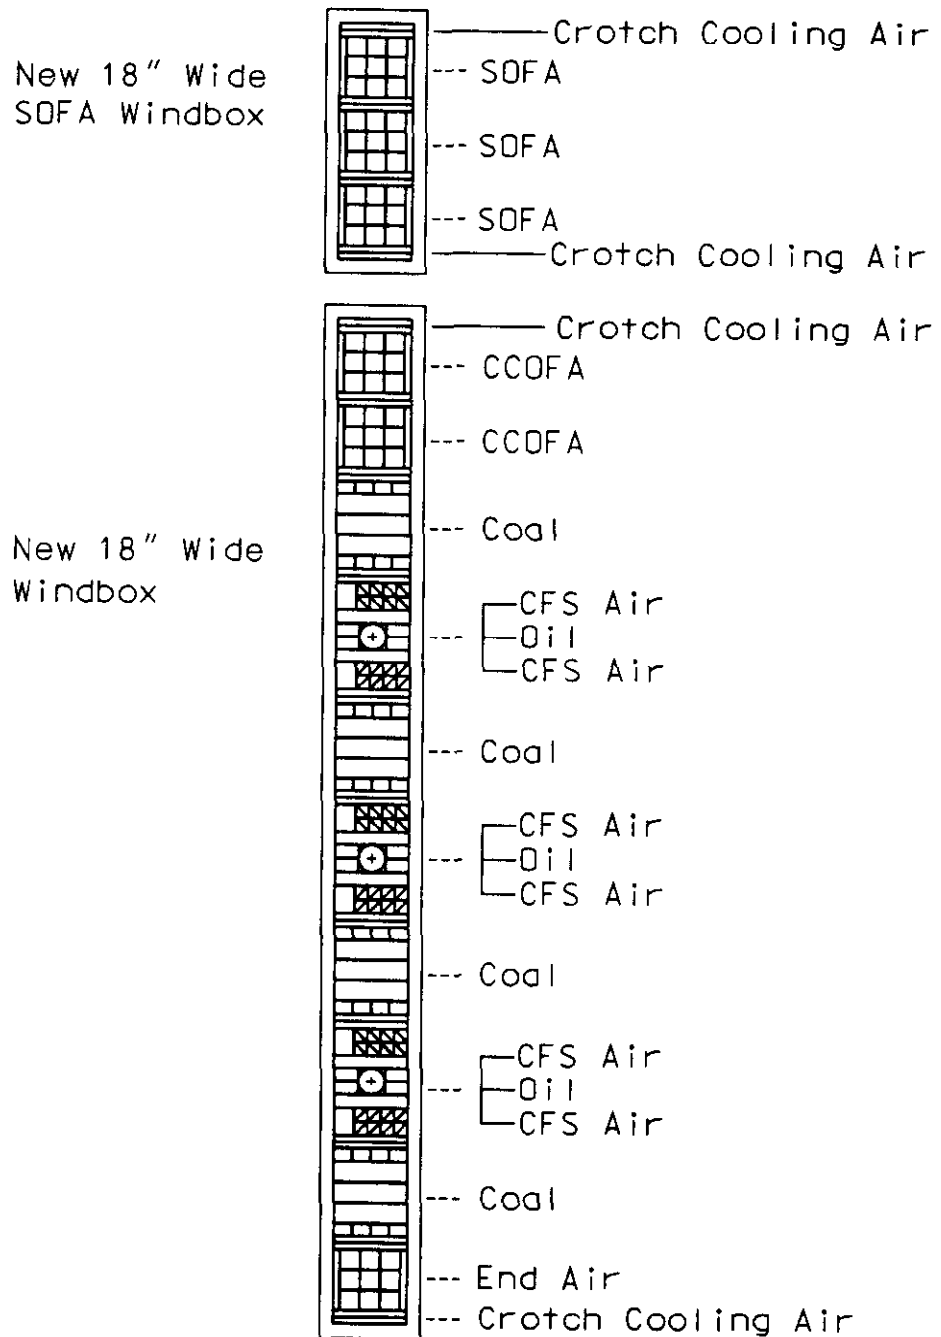 Crotch Cooling Air
New 18" Wide
SOFA Windbox
SOFA
SOFA
SOFA
Crotch Cooling Air
Crotch Cooling Air
CCOFA
CCOFA
Coal
New 18" Wide
Windbox
CFS Air
Oil
CFS Air
Coal
CFS Air
Oil
CFS Air
Coal
CFS Air
Oil
CFS Air
Coal
End Air
Crotch Cooling Air